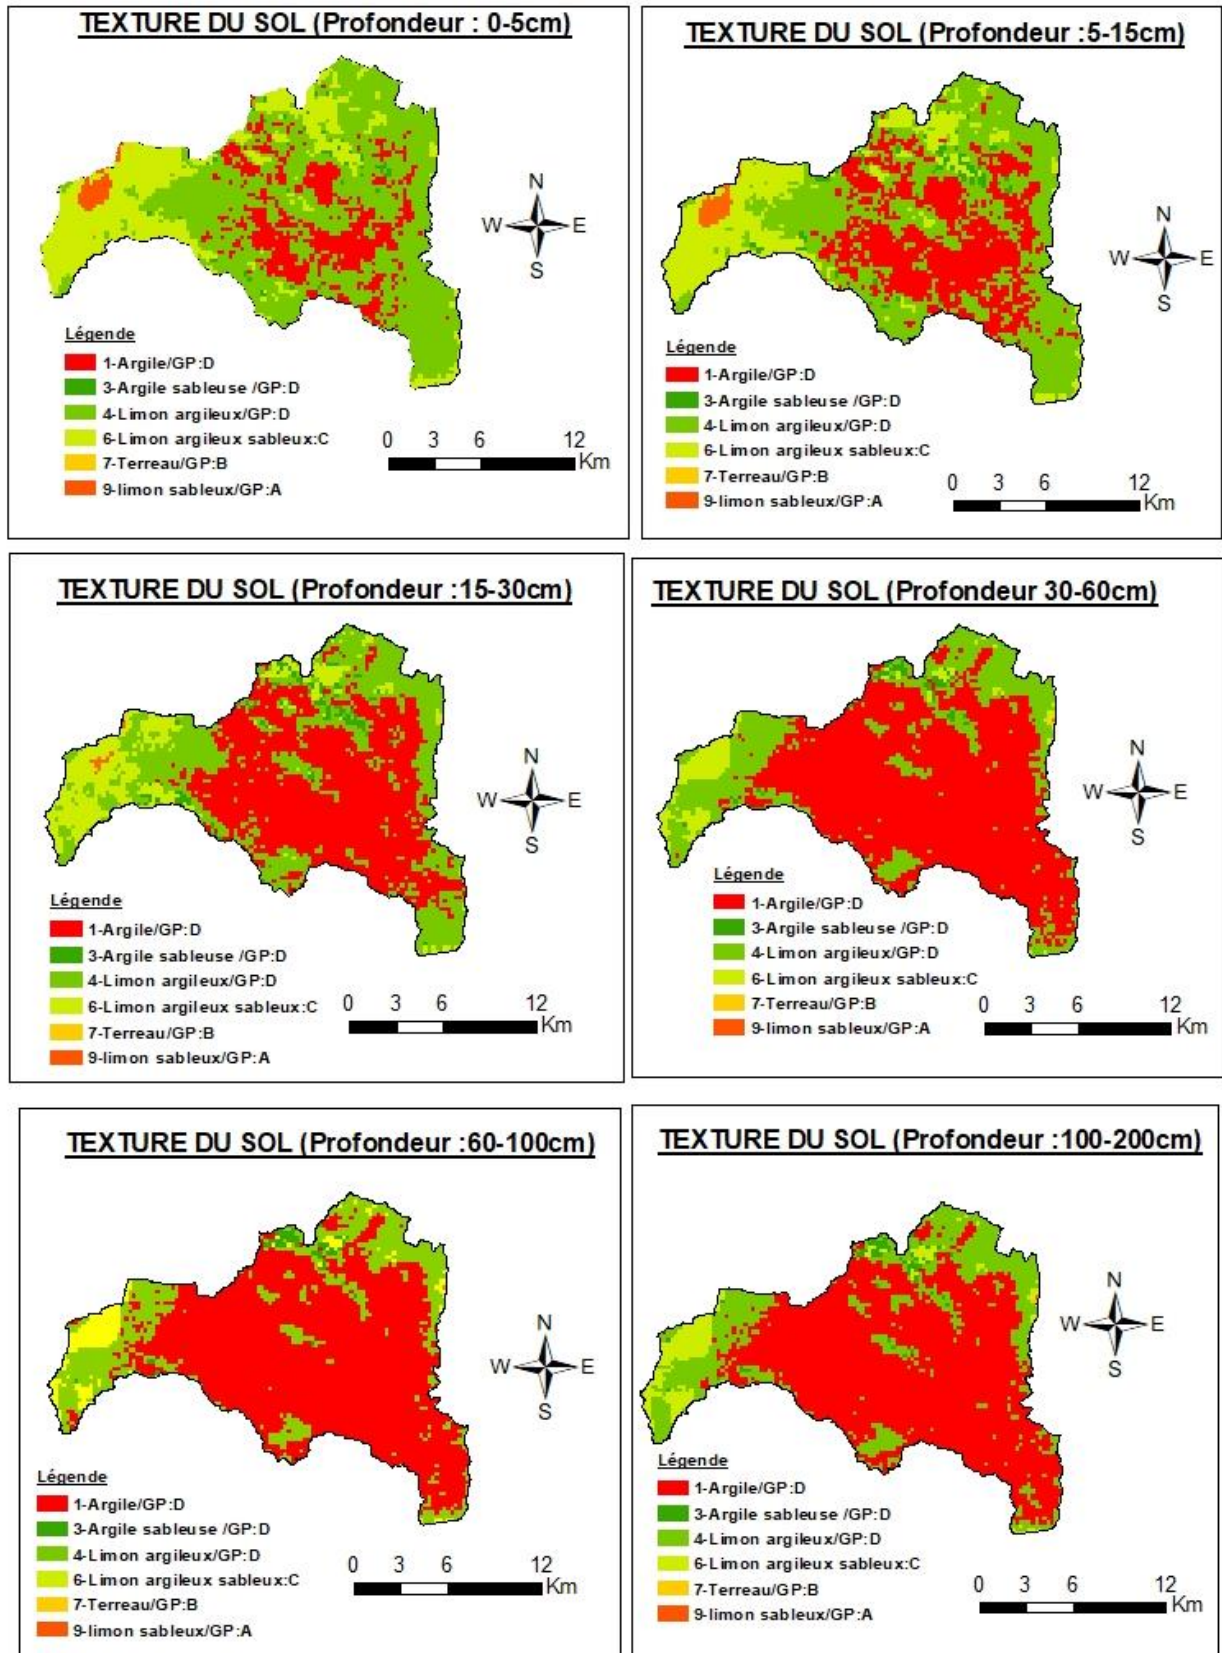 TEXTURE DU SOL (Profondeur : 0-5cm)
N
W
E
S
Légende
1-Argile/GP:D
3-Argile sableuse /GP:D
4-Limon argileux/GP:D
6-Limon argileux sableux:C
7-Terreau/GP:B
9-limon sableux/GP:A
0 3 6 12
Km
TEXTURE DU SOL (Profondeur :5-15cm)
N
W
E
S
Légende
1-Argile/GP:D
3-Argile sableuse /GP:D
4-Limon argileux/GP:D
6-Limon argileux sableux:C
7-Terreau/GP:B
9-limon sableux/GP:A
0 3 6 12
Km
TEXTURE DU SOL (Profondeur :15-30cm)
N
W
E
S
Légende
1-Argile/GP:D
3-Argile sableuse /GP:D
4-Limon argileux/GP:D
6-Limon argileux sableux:C
7-Terreau/GP:B
9-limon sableux/GP:A
0 3 6 12
Km
TEXTURE DU SOL (Profondeur 30-60cm)
N
W
E
S
Légende
1-Argile/GP:D
3-Argile sableuse /GP:D
4-Limon argileux/GP:D
6-Limon argileux sableux:C
7-Terreau/GP:B
9-limon sableux/GP:A
0 3 6 12
Km
TEXTURE DU SOL (Profondeur :60-100cm)
N
W
E
S
Légende
1-Argile/GP:D
3-Argile sableuse /GP:D
4-Limon argileux/GP:D
6-Limon argileux sableux:C
7-Terreau/GP:B
9-limon sableux/GP:A
0 3 6 12
Km
TEXTURE DU SOL (Profondeur :100-200cm)
N
W
E
S
Légende
1-Argile/GP:D
3-Argile sableuse /GP:D
4-Limon argileux/GP:D
6-Limon argileux sableux:C
7-Terreau/GP:B
9-limon sableux/GP:A
0 3 6 12
Km